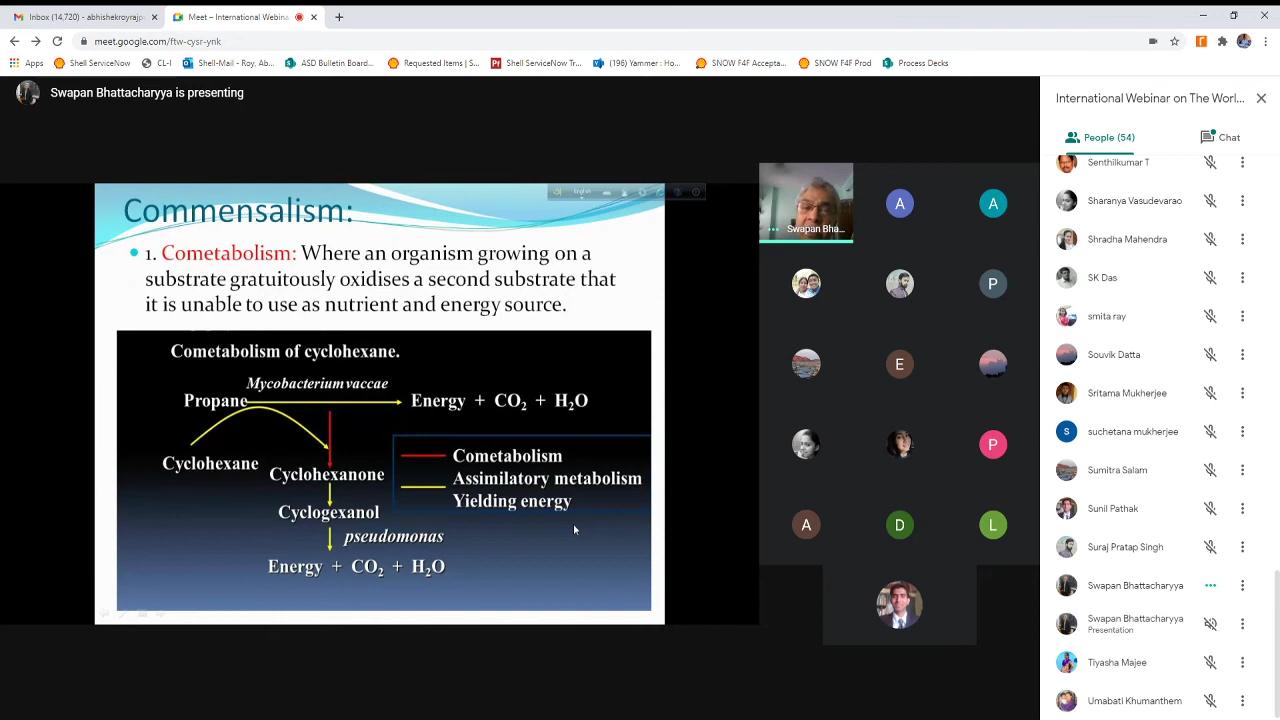 Inbox (14,720) - abhishekroyrajp
Meet – International Webina
meet.google.com/ftw-cysr-ynk
Apps
Shell ServiceNow
CL-I
Shell-Mail - Roy, Ab...
ASD Bulletin Board...
Requested Items | S...
Shell ServiceNow Tr...
(196) Yammer : Ho...
SNOW F4F Accepta...
SNOW F4F Prod
Process Decks
Swapan Bhattacharyya is presenting
International Webinar on The Worl...
People (54)
Chat
English
Commensalism:
1. Cometabolism: Where an organism growing on a
substrate gratuitously oxidises a second substrate that
it is unable to use as nutrient and energy source.
Cometabolism of cyclohexane.
Mycobacterium vaccae
Propane
Energy + CO₂ + H₂O
Cyclohexane
Cyclohexanone
Cyclogexanol
pseudomonas
Energy + CO₂ + H₂O
Cometabolism
Assimilatory metabolism
Yielding energy
Swapan Bha...
A
A
P
E
P
A
D
L
Senthilkumar T
Sharanya Vasudevarao
Shradha Mahendra
SK Das
smita ray
Souvik Datta
Sritama Mukherjee
S
suchetana mukherjee
Sumitra Salam
Sunil Pathak
Suraj Pratap Singh
Swapan Bhattacharyya
Swapan Bhattacharyya
Presentation
Tiyasha Majee
Umabati Khumanthem